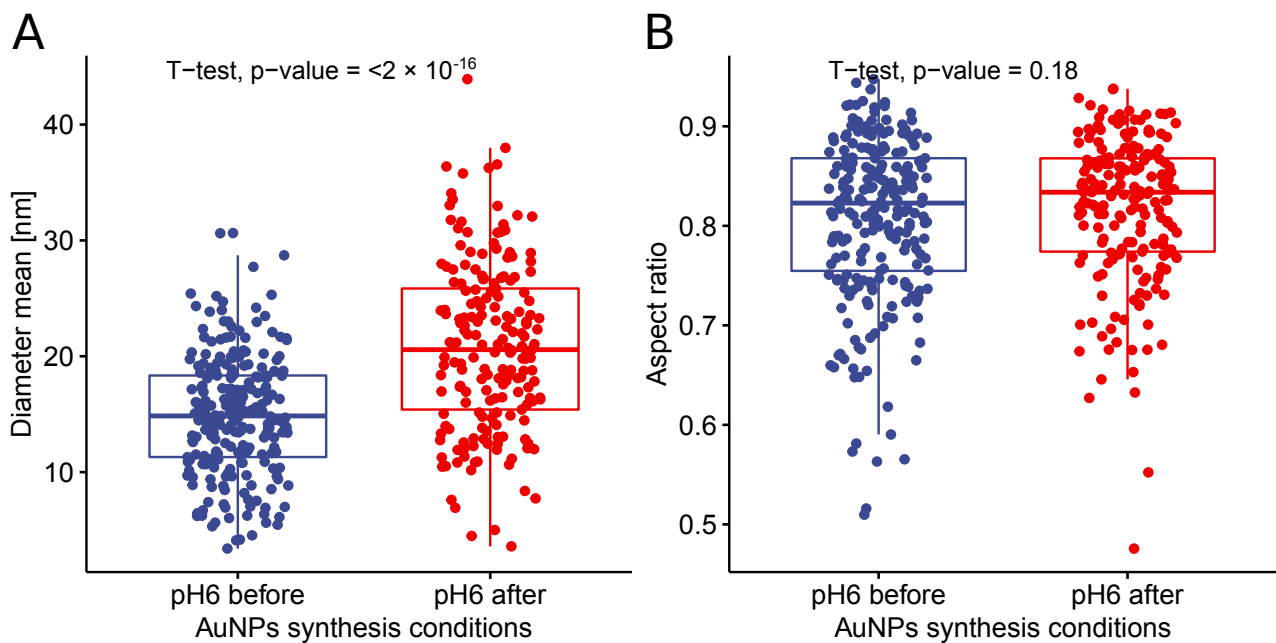 A
T−test, p−value = <2 × 10⁻¹⁶
Diameter mean [nm]
40
30
20
10
pH6 before
pH6 after
AuNPs synthesis conditions
B
T−test, p−value = 0.18
Aspect ratio
0.9
0.8
0.7
0.6
0.5
pH6 before
pH6 after
AuNPs synthesis conditions